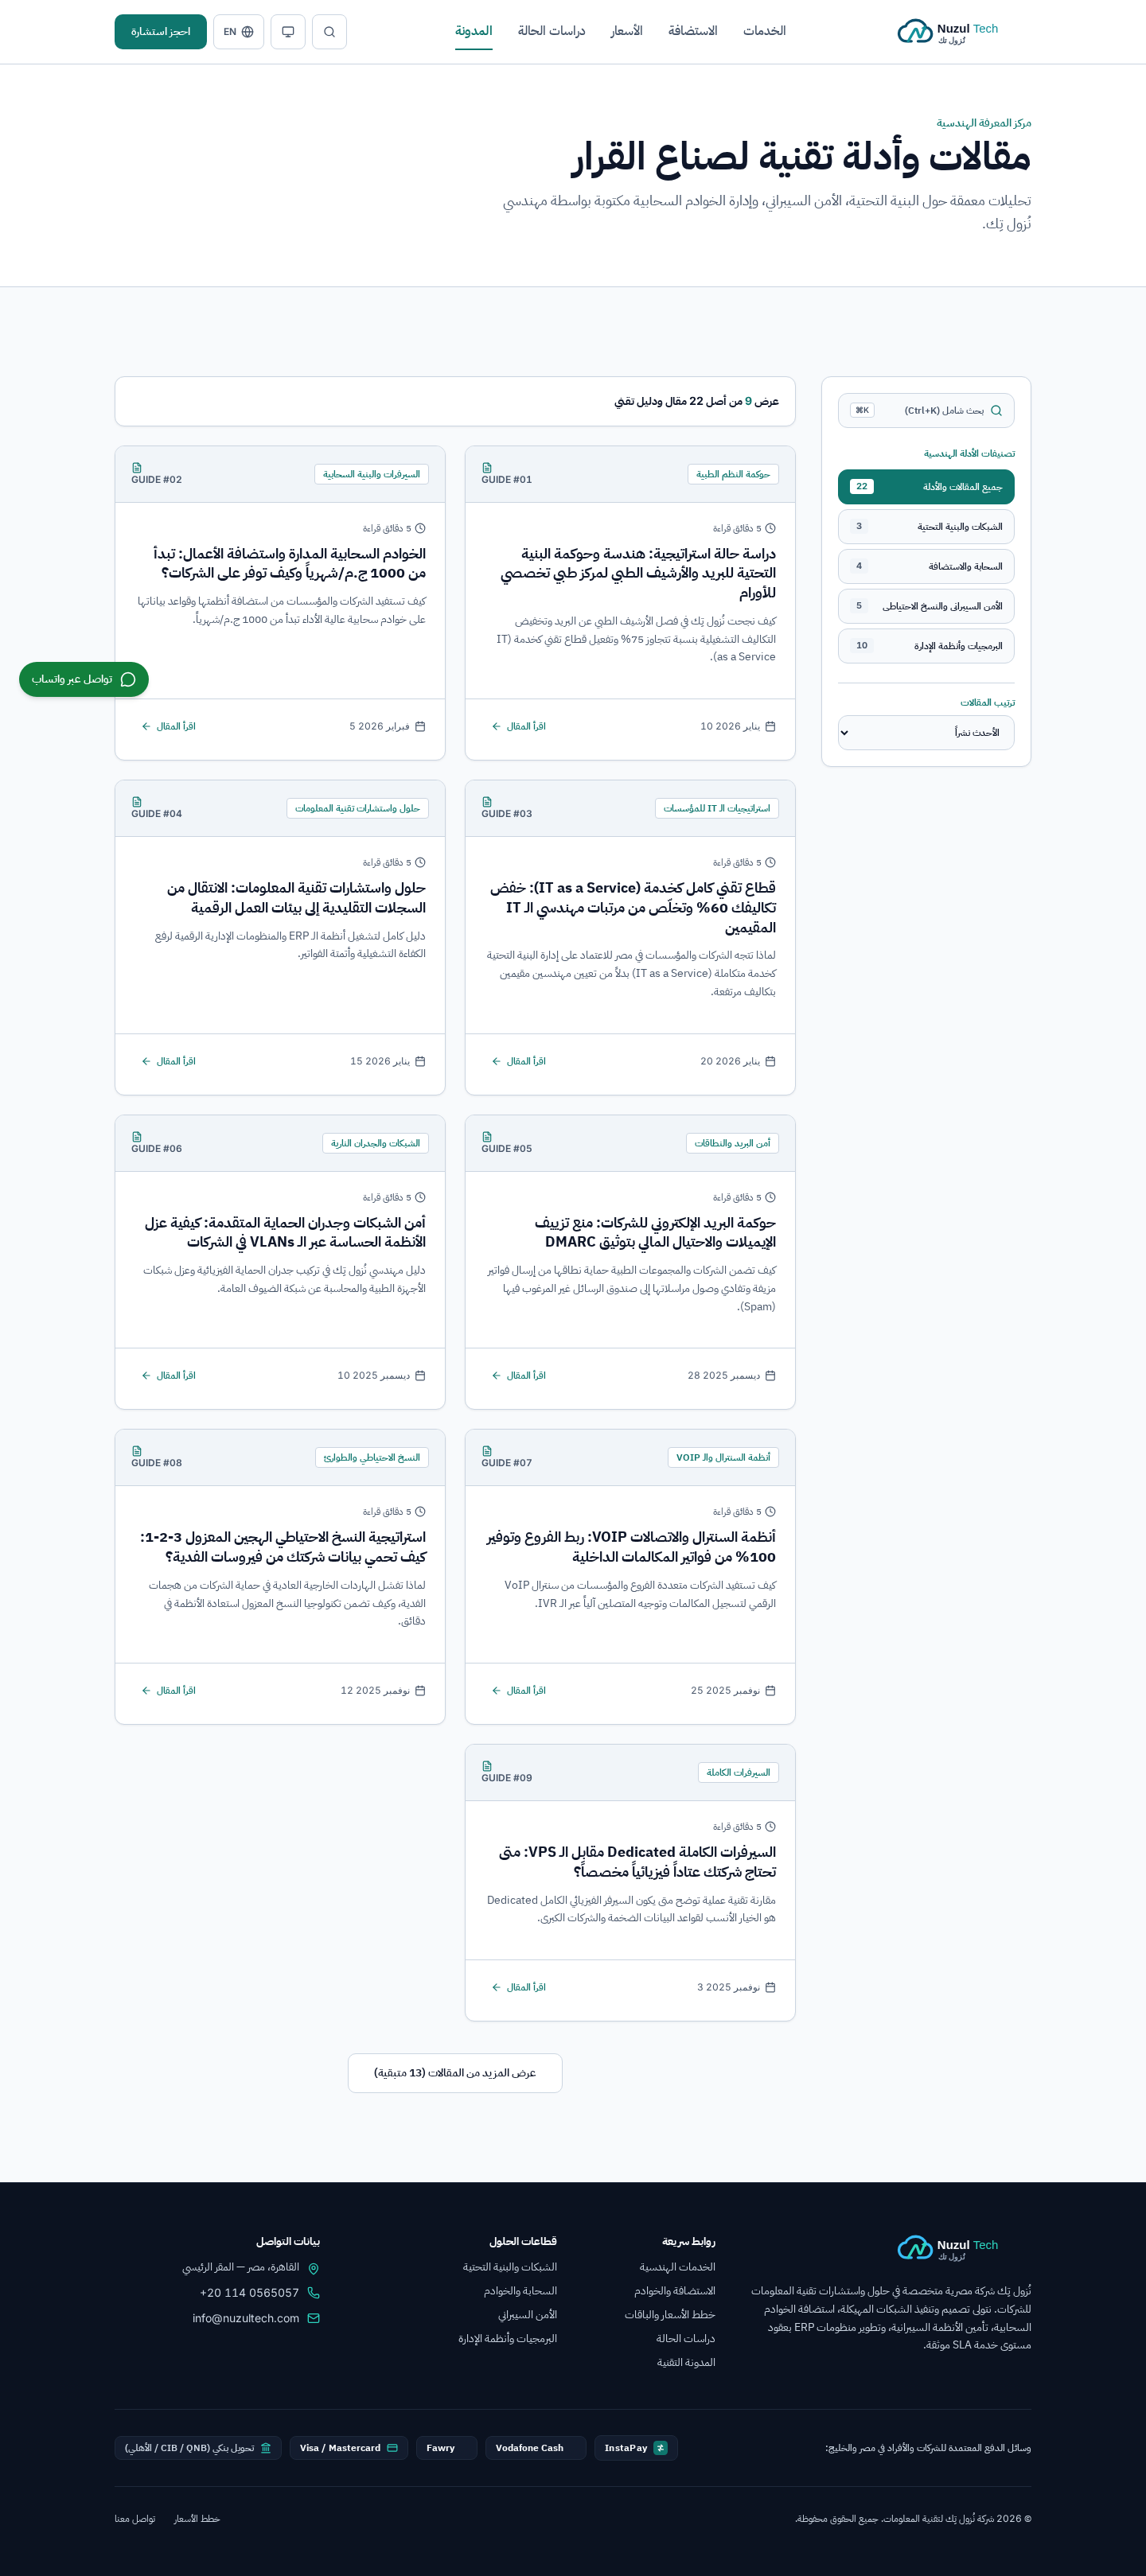 Nuzul Tech
نُزول تك
الخدمات
الاستضافة
الأسعار
دراسات الحالة
المدونة
EN
احجز استشارة
مركز المعرفة الهندسية
مقالات وأدلة تقنية لصناع القرار
تحليلات معمقة حول البنية التحتية، الأمن السيبراني، وإدارة الخوادم السحابية مكتوبة بواسطة مهندسي
نُزول تِك.
بحث شامل (Ctrl+K)
⌘K
تصنيفات الأدلة الهندسية
جميع المقالات والأدلة
22
الشبكات والبنية التحتية
3
السحابة والاستضافة
4
الأمن السيبراني والنسخ الاحتياطي
5
البرمجيات وأنظمة الإدارة
10
ترتيب المقالات
الأحدث نشراً
عرض 9 من أصل 22 مقال ودليل تقني
حوكمة النظم الطبية
GUIDE #01
5 دقائق قراءة
دراسة حالة استراتيجية: هندسة وحوكمة البنية
التحتية للبريد والأرشيف الطبي لمركز طبي تخصصي
للأورام
كيف نجحت نُزول تِك في فصل الأرشيف الطبي عن البريد وتخفيض
التكاليف التشغيلية بنسبة تتجاوز 75% وتفعيل قطاع تقني كخدمة (IT
as a Service).
10 يناير 2026
اقرأ المقال
السيرفرات والبنية السحابية
GUIDE #02
5 دقائق قراءة
الخوادم السحابية المدارة واستضافة الأعمال: تبدأ
من 1000 ج.م/شهرياً وكيف توفر على الشركات؟
كيف تستفيد الشركات والمؤسسات من استضافة أنظمتها وقواعد بياناتها
على خوادم سحابية عالية الأداء تبدأ من 1000 ج.م/شهرياً.
5 فبراير 2026
اقرأ المقال
تواصل عبر واتساب
استراتيجيات الـ IT للمؤسسات
GUIDE #03
5 دقائق قراءة
قطاع تقني كامل كخدمة (IT as a Service): خفض
تكاليفك 60% وتخلّص من مرتبات مهندسي الـ IT
المقيمين
لماذا تتجه الشركات والمؤسسات في مصر للاعتماد على إدارة البنية التحتية
كخدمة متكاملة (IT as a Service) بدلاً من تعيين مهندسين مقيمين
بتكاليف مرتفعة.
20 يناير 2026
اقرأ المقال
حلول واستشارات تقنية المعلومات
GUIDE #04
5 دقائق قراءة
حلول واستشارات تقنية المعلومات: الانتقال من
السجلات التقليدية إلى بيئات العمل الرقمية
دليل كامل لتشغيل أنظمة الـ ERP والمنظومات الإدارية الرقمية لرفع
الكفاءة التشغيلية وأتمتة الفواتير.
15 يناير 2026
اقرأ المقال
أمن البريد والنطاقات
GUIDE #05
5 دقائق قراءة
حوكمة البريد الإلكتروني للشركات: منع تزييف
الإيميلات والاحتيال المالي بتوثيق DMARC
كيف تضمن الشركات والمجموعات الطبية حماية نطاقها من إرسال فواتير
مزيفة وتفادي وصول مراسلاتها إلى صندوق الرسائل غير المرغوب فيها
(Spam).
28 ديسمبر 2025
اقرأ المقال
الشبكات والجدران النارية
GUIDE #06
5 دقائق قراءة
أمن الشبكات وجدران الحماية المتقدمة: كيفية عزل
الأنظمة الحساسة عبر الـ VLANs في الشركات
دليل مهندسي نُزول تِك في تركيب جدران الحماية الفيزيائية وعزل شبكات
الأجهزة الطبية والمحاسبة عن شبكة الضيوف العامة.
10 ديسمبر 2025
اقرأ المقال
أنظمة السنترال والـ VOIP
GUIDE #07
5 دقائق قراءة
أنظمة السنترال والاتصالات VOIP: ربط الفروع وتوفير
100% من فواتير المكالمات الداخلية
كيف تستفيد الشركات متعددة الفروع والمؤسسات من سنترال VoIP
الرقمي لتسجيل المكالمات وتوجيه المتصلين آلياً عبر الـ IVR.
25 نوفمبر 2025
اقرأ المقال
النسخ الاحتياطي والطوارئ
GUIDE #08
5 دقائق قراءة
استراتيجية النسخ الاحتياطي الهجين المعزول 3-2-1:
كيف تحمي بيانات شركتك من فيروسات الفدية؟
لماذا تفشل الهاردات الخارجية العادية في حماية الشركات من هجمات
الفدية، وكيف تضمن تكنولوجيا النسخ المعزول استعادة الأنظمة في
دقائق.
12 نوفمبر 2025
اقرأ المقال
السيرفرات الكاملة
GUIDE #09
5 دقائق قراءة
السيرفرات الكاملة Dedicated مقابل الـ VPS: متى
تحتاج شركتك عتاداً فيزيائياً مخصصاً؟
مقارنة تقنية عملية توضح متى يكون السيرفر الفيزيائي الكامل Dedicated
هو الخيار الأنسب لقواعد البيانات الضخمة والشركات الكبرى.
3 نوفمبر 2025
اقرأ المقال
عرض المزيد من المقالات (13 متبقية)
Nuzul Tech
نُزول تك
نُزول تِك شركة مصرية متخصصة في حلول واستشارات تقنية المعلومات
للشركات. نتولى تصميم وتنفيذ الشبكات المهيكلة، استضافة الخوادم
السحابية، تأمين الأنظمة السيبرانية، وتطوير منظومات ERP بعقود
مستوى خدمة SLA موثقة.
روابط سريعة
الخدمات الهندسية
الاستضافة والخوادم
خطط الأسعار والباقات
دراسات الحالة
المدونة التقنية
قطاعات الحلول
الشبكات والبنية التحتية
السحابة والخوادم
الأمن السيبراني
البرمجيات وأنظمة الإدارة
بيانات التواصل
القاهرة، مصر — المقر الرئيسي
+20 114 0565057
info@nuzultech.com
وسائل الدفع المعتمدة للشركات والأفراد في مصر والخليج:
InstaPay
Vodafone Cash
Fawry
Visa / Mastercard
تحويل بنكي (QNB / CIB / الأهلي)
© 2026 شركة نُزول تِك لتقنية المعلومات. جميع الحقوق محفوظة.
خطط الأسعار
تواصل معنا